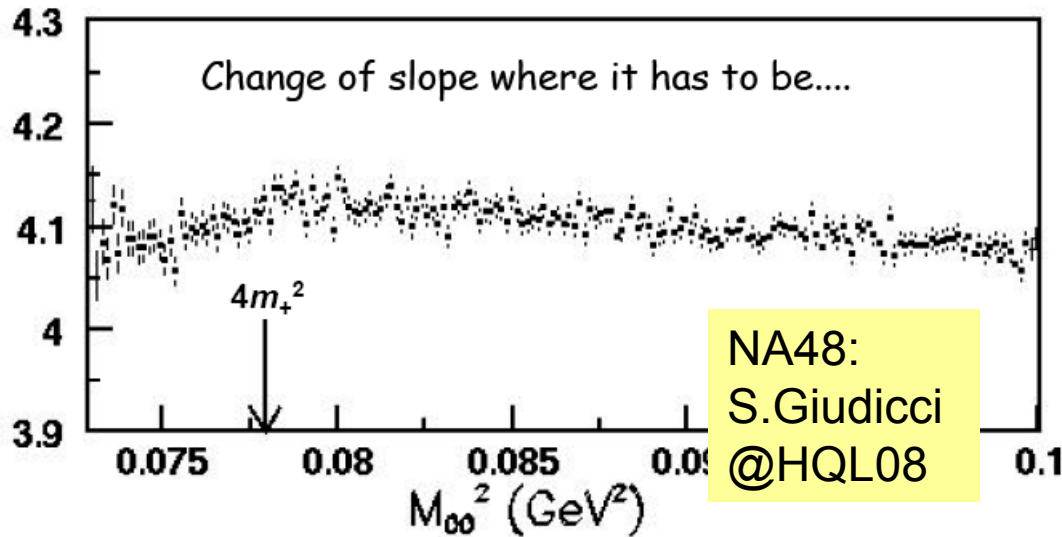 4.3
Change of slope where it has to be....
4.2
4.1
4m₊²
4
3.9
NA48:
S.Giudicci
@HQL08
0.075 0.08 0.085 0.1
M₀₀² (GeV²)